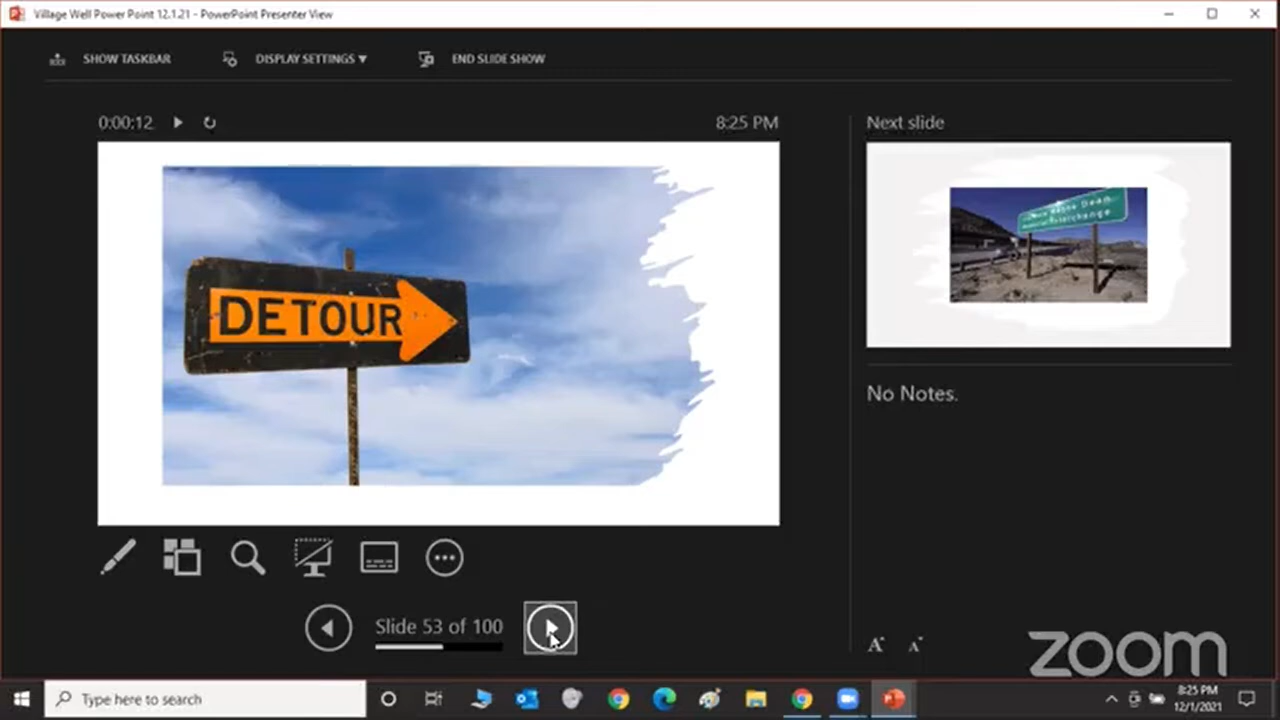 Village Well Power Point 12.1.21 - PowerPoint Presenter View
SHOW TASKBAR
DISPLAY SETTINGS ▼
END SLIDE SHOW
0:00:12
8:25 PM
Next slide
DETOUR
Dean
Interchange
No Notes.
Slide 53 of 100
A A
zoom
Type here to search
8:25 PM
12/1/2021